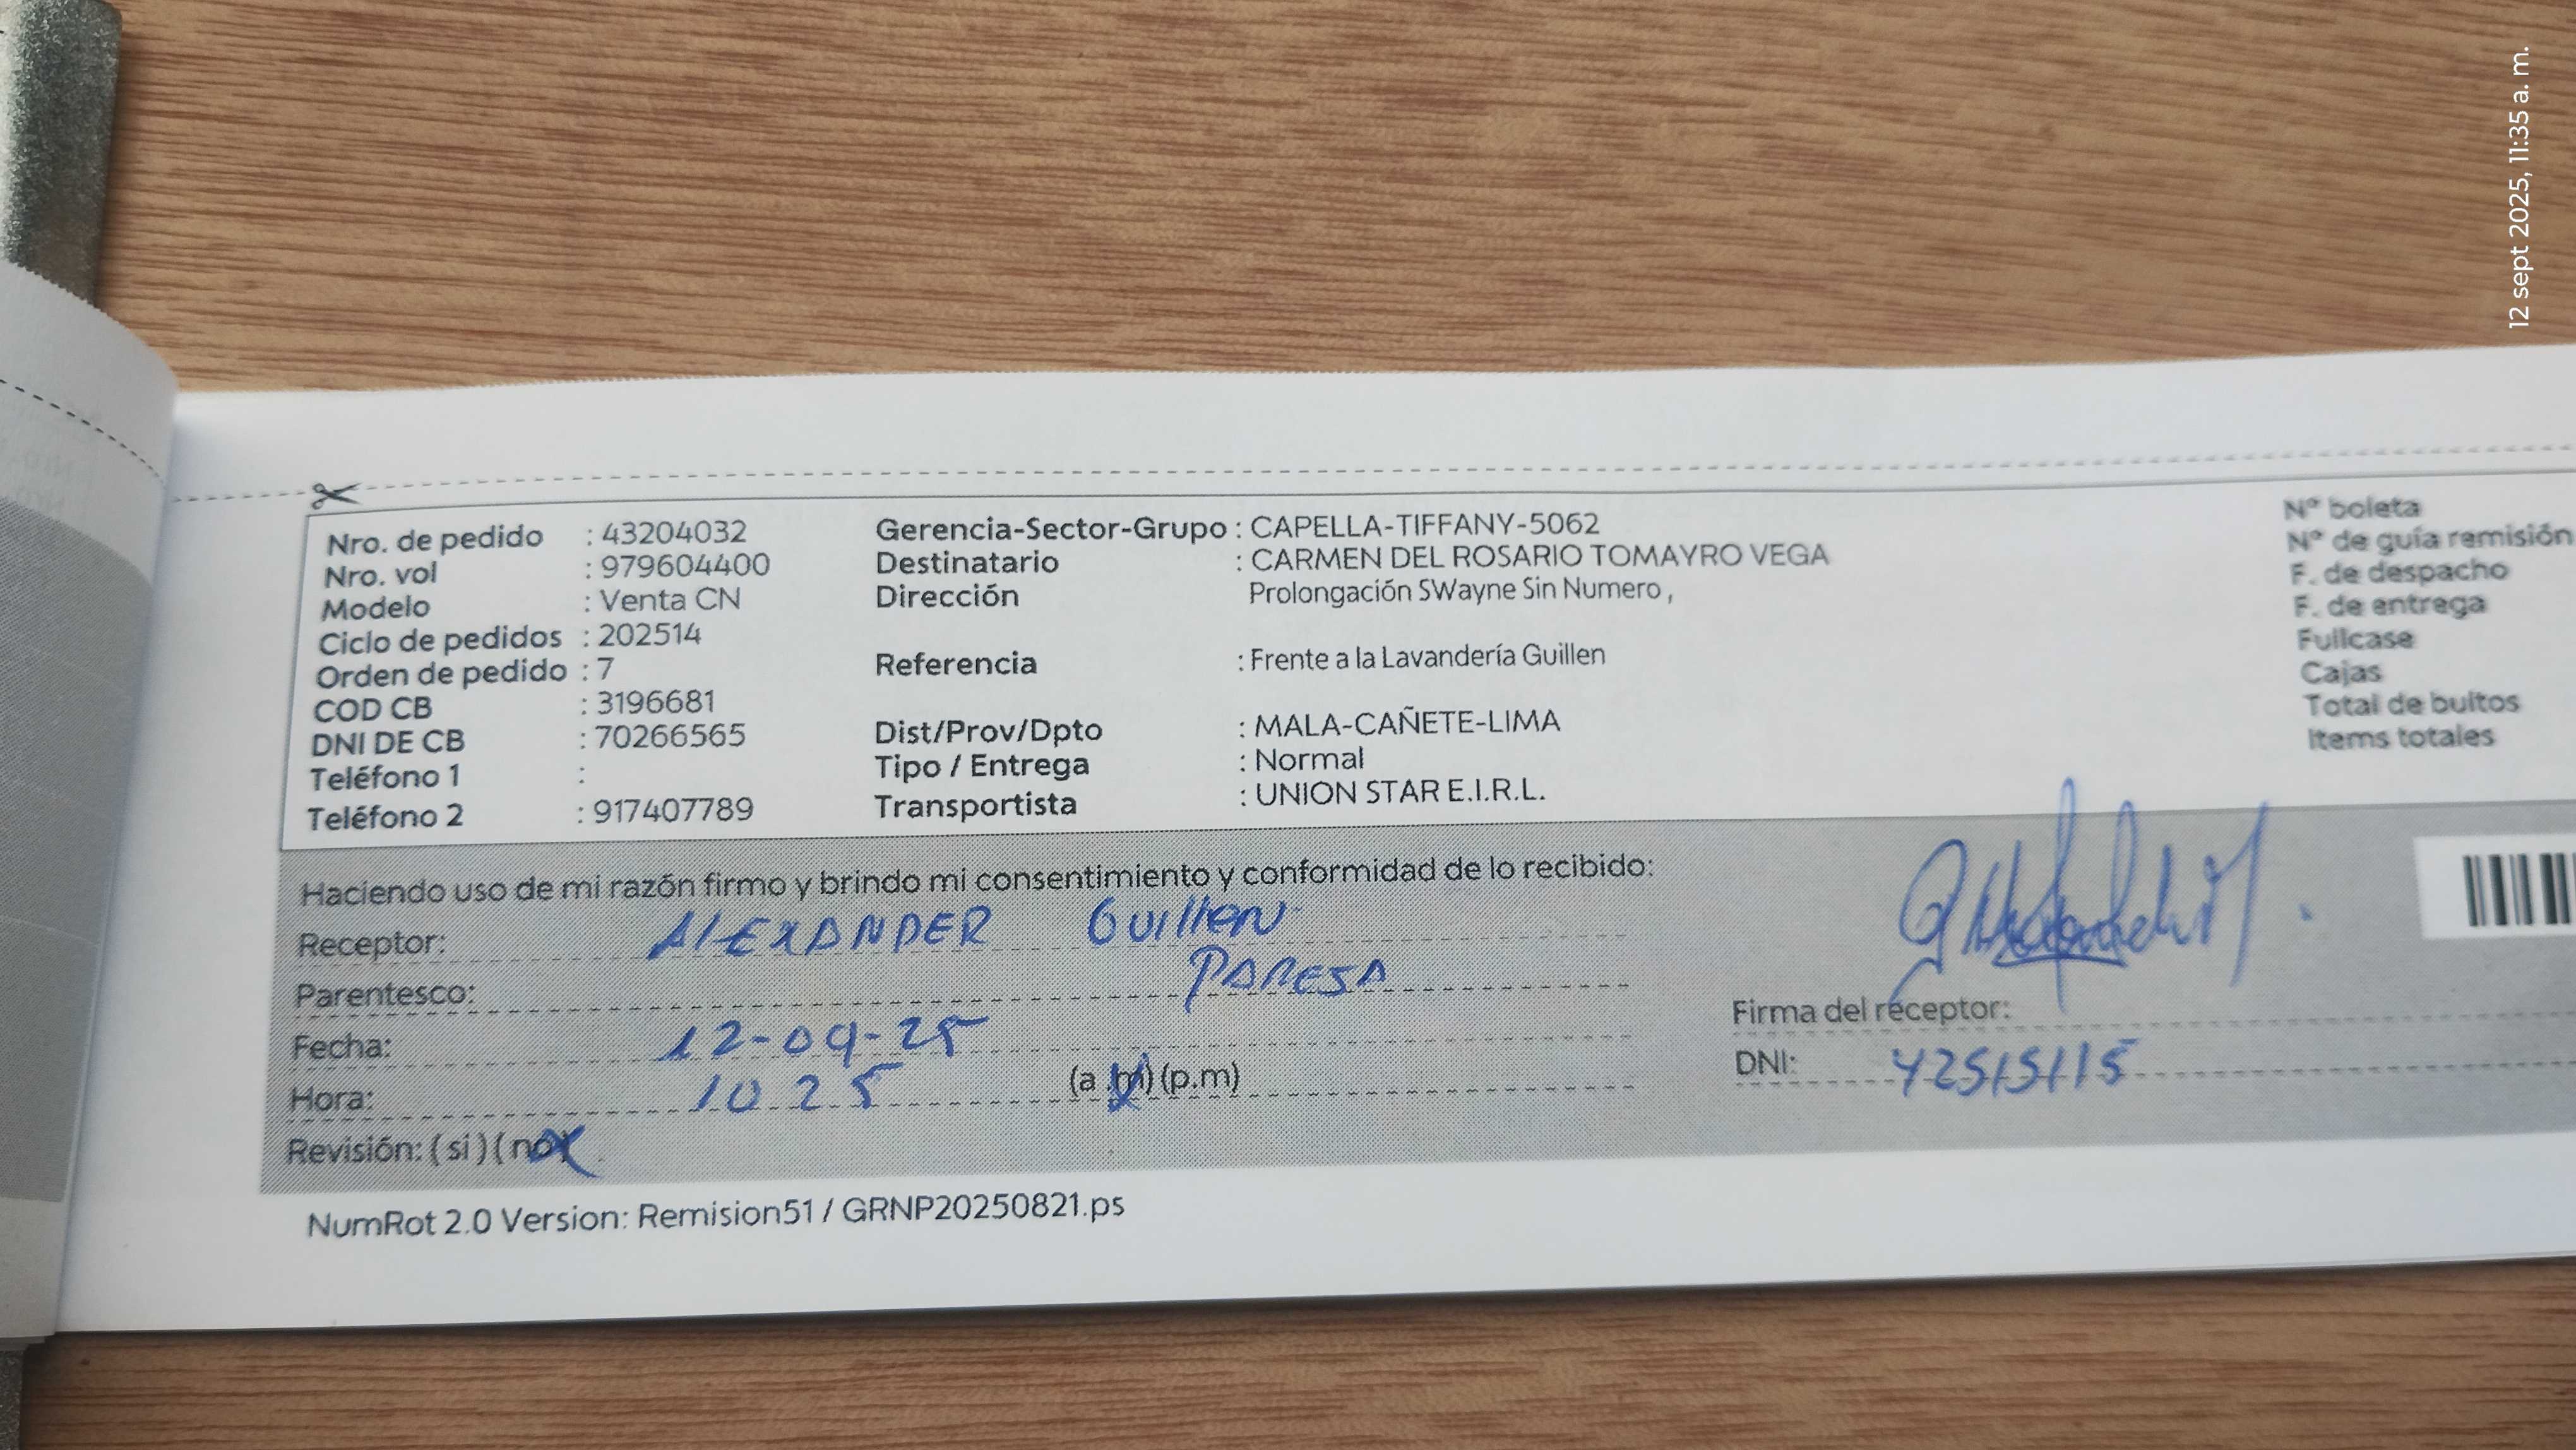 12 sept 2025, 11:35 a. m.
Nro. de pedido : 43204032
Nro. vol : 979604400
Modelo : Venta CN
Ciclo de pedidos : 202514
Orden de pedido : 7
COD CB : 3196681
DNI DE CB : 70266565
Teléfono 1 :
Teléfono 2 : 917407789
Gerencia-Sector-Grupo : CAPELLA-TIFFANY-5062
Destinatario : CARMEN DEL ROSARIO TOMAYRO VEGA
Dirección Prolongación SWayne Sin Numero ,
Referencia : Frente a la Lavandería Guillen
Dist/Prov/Dpto : MALA-CAÑETE-LIMA
Tipo / Entrega : Normal
Transportista : UNION STAR E.I.R.L.
N° boleta
N° de guía remisión
F. de despacho
F. de entrega
Fullcase
Cajas
Total de bultos
Items totales
Haciendo uso de mi razón firmo y brindo mi consentimiento y conformidad de lo recibido:
Receptor: ALEXANDER Guillen
Parentesco: PARESA
Fecha: 12-09-25
Hora: 10 25 (a.m) (p.m)
Revisión: ( si ) ( no )
Firma del receptor:
DNI: 42515115
NumRot 2.0 Version: Remision51 / GRNP20250821.ps